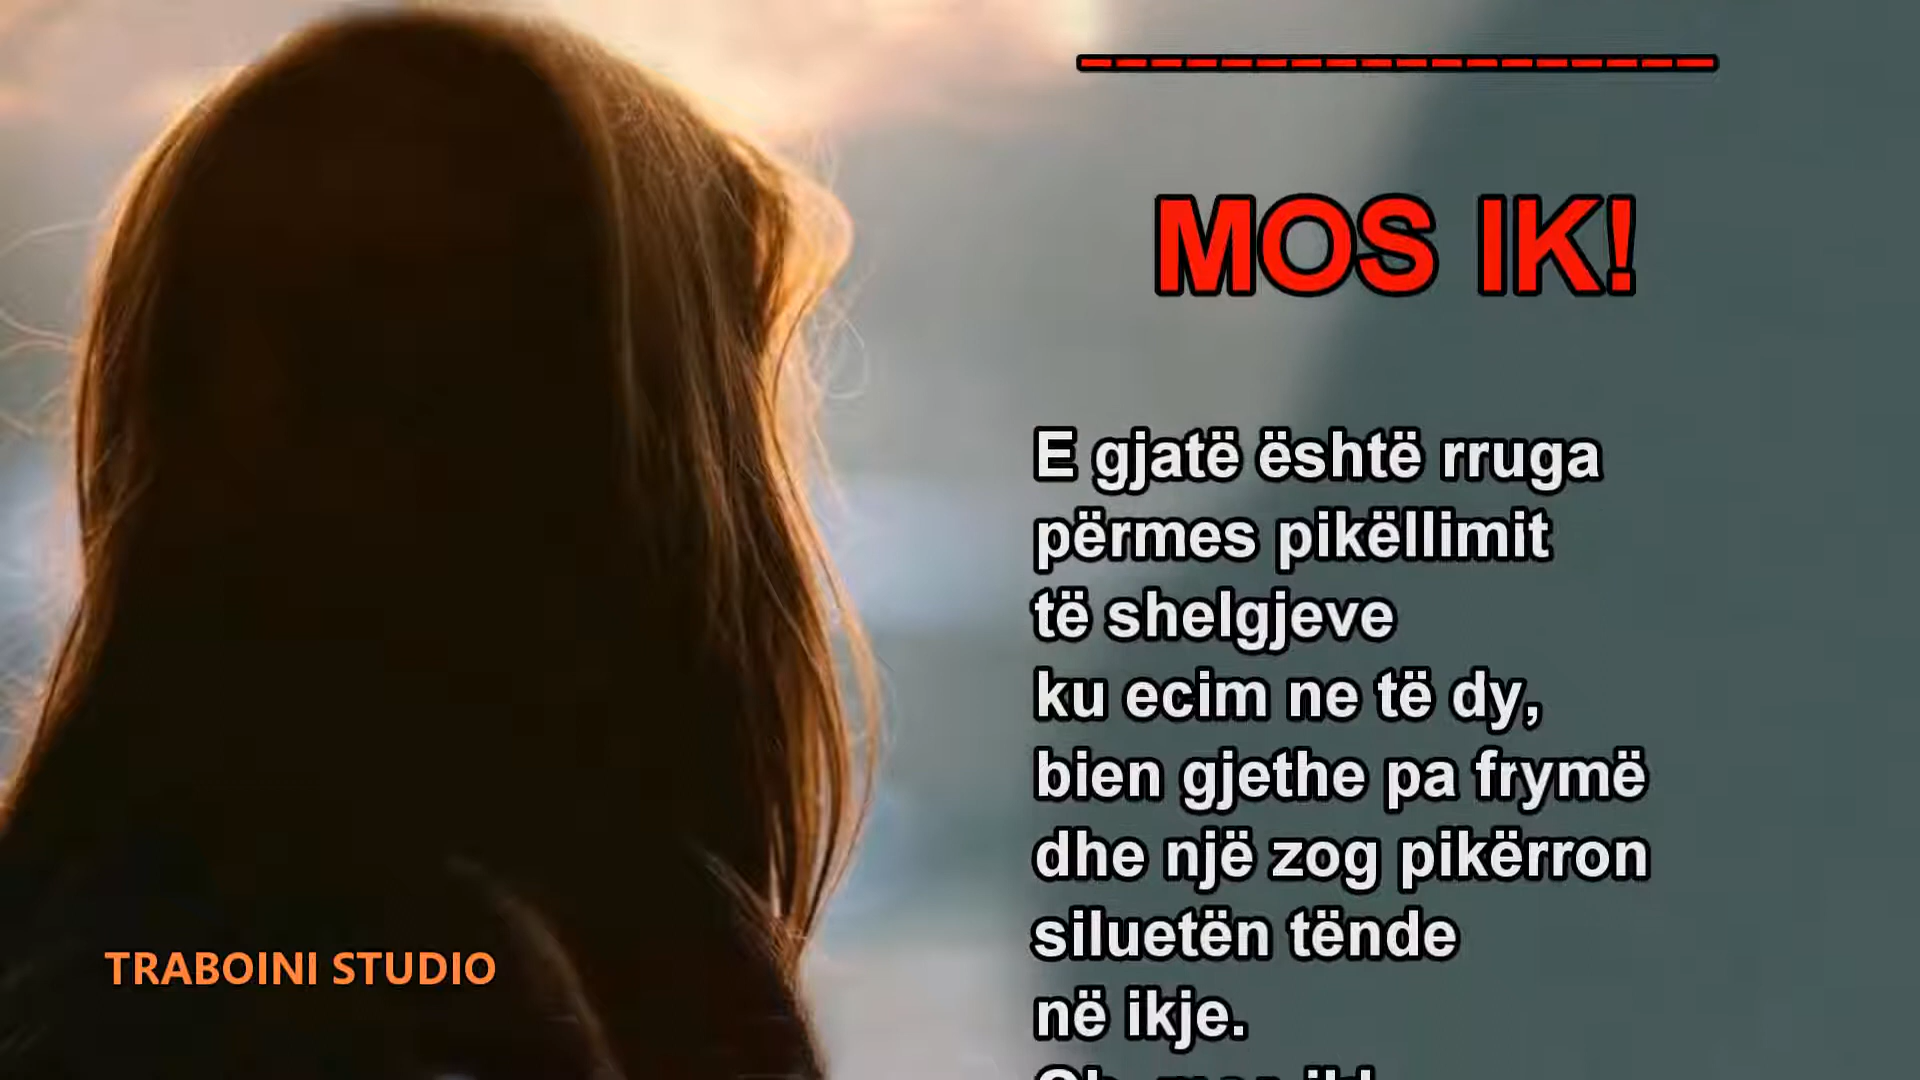 MOS IK!
E gjatë është rruga
përmes pikëllimit
të shelgjeve
ku ecim ne të dy,
bien gjethe pa frymë
dhe një zog pikërron
siluetën tënde
në ikje.
TRABOINI STUDIO